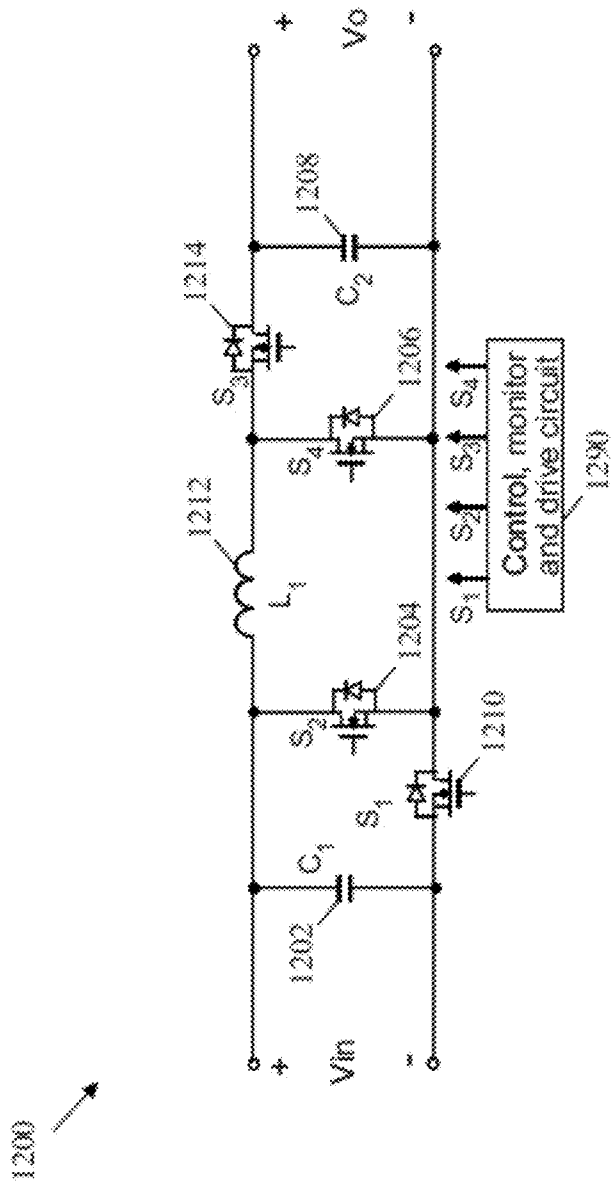 1200
1212
1214
L₁
S₃
+
+
S₂
S₄
C₁
C₂
1208
Vin
Vo
1202
1204
1206
-
-
S₁
1210
S₁
S₂
S₃
S₄
Control, monitor
and drive circuit
1290